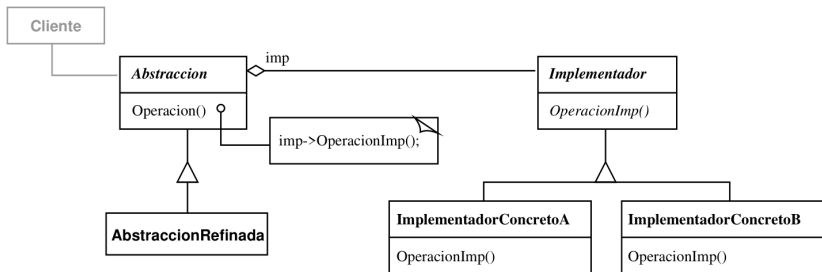 Cliente
Abstraccion
imp
Implementador
Operacion()
OperacionImp()
imp->OperacionImp();
AbstraccionRefinada
ImplementadorConcretoA
ImplementadorConcretoB
OperacionImp()
OperacionImp()